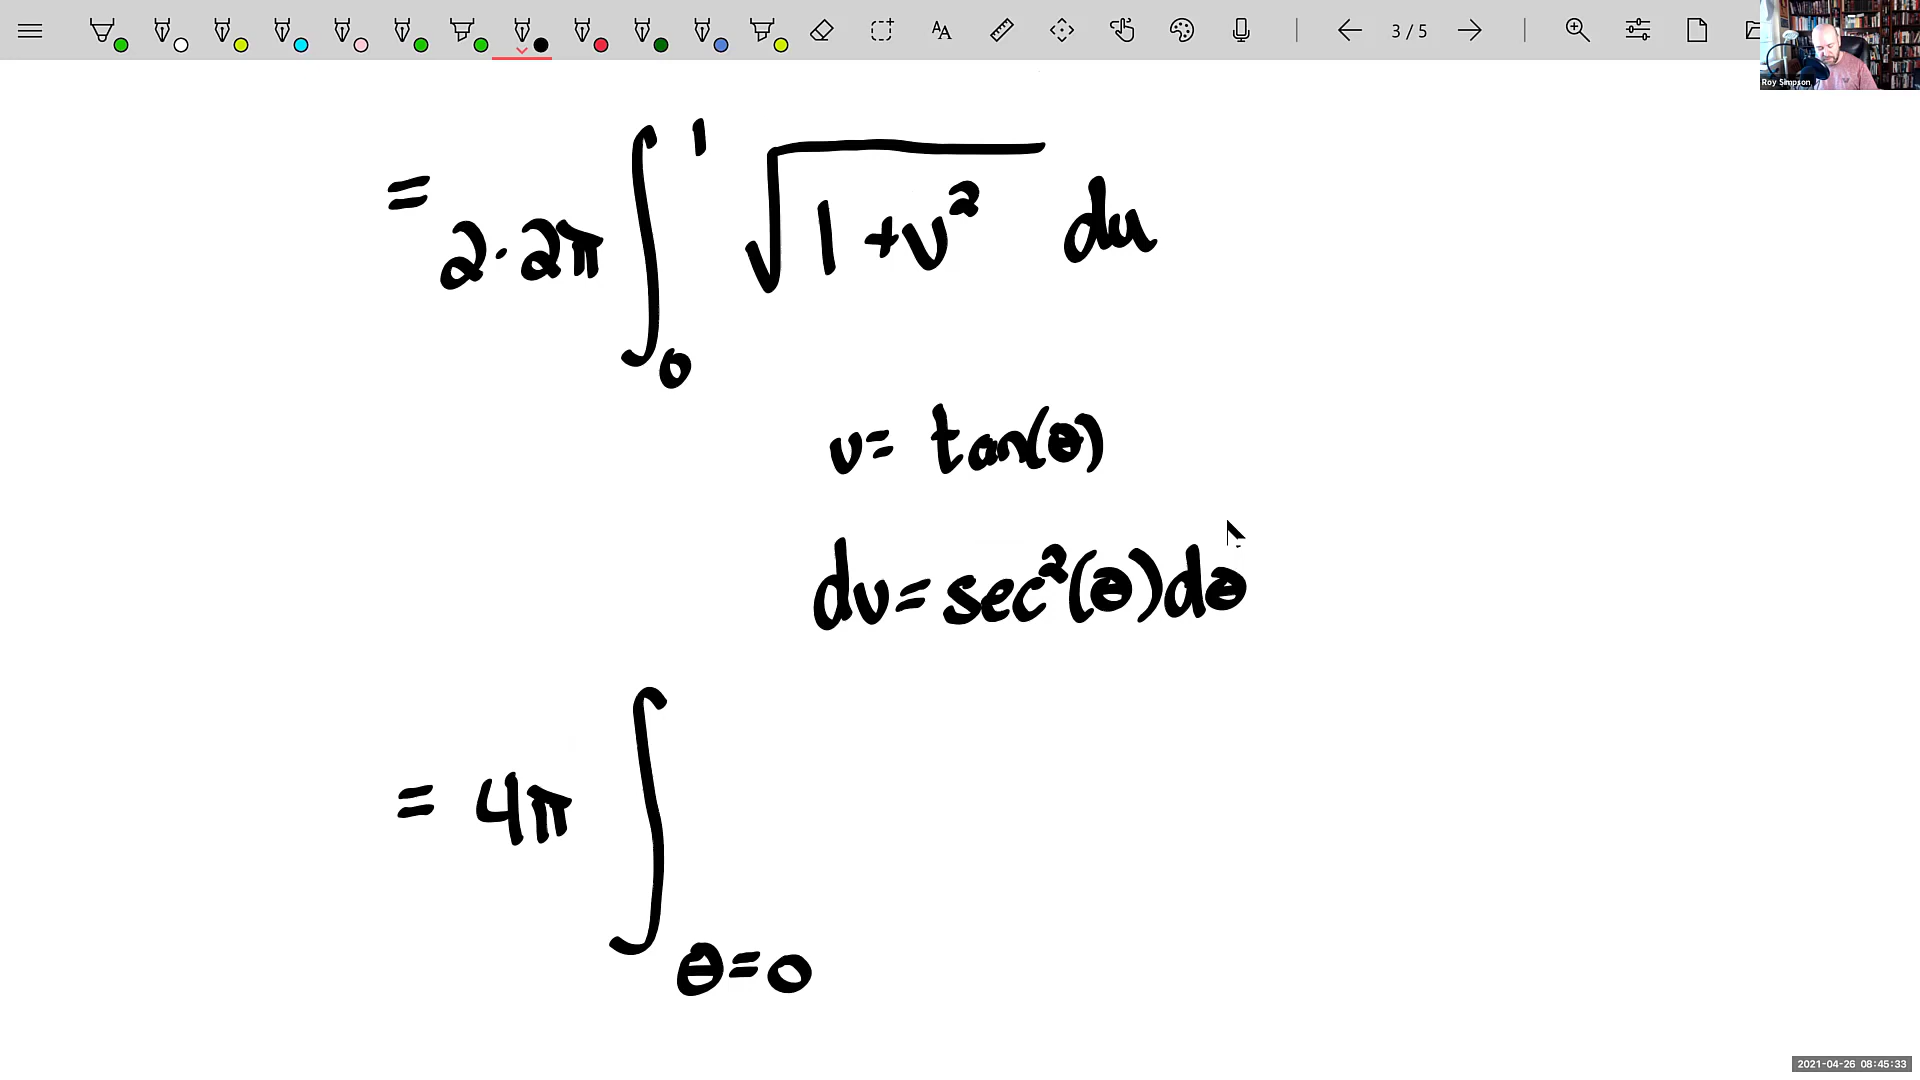 3 / 5
Roy Simpson
= 2·2π ∫₀¹ √(1+v²) du
v = tan(θ)
dv = sec²(θ)dθ
= 4π ∫
θ=0
2021-04-26 08:45:33